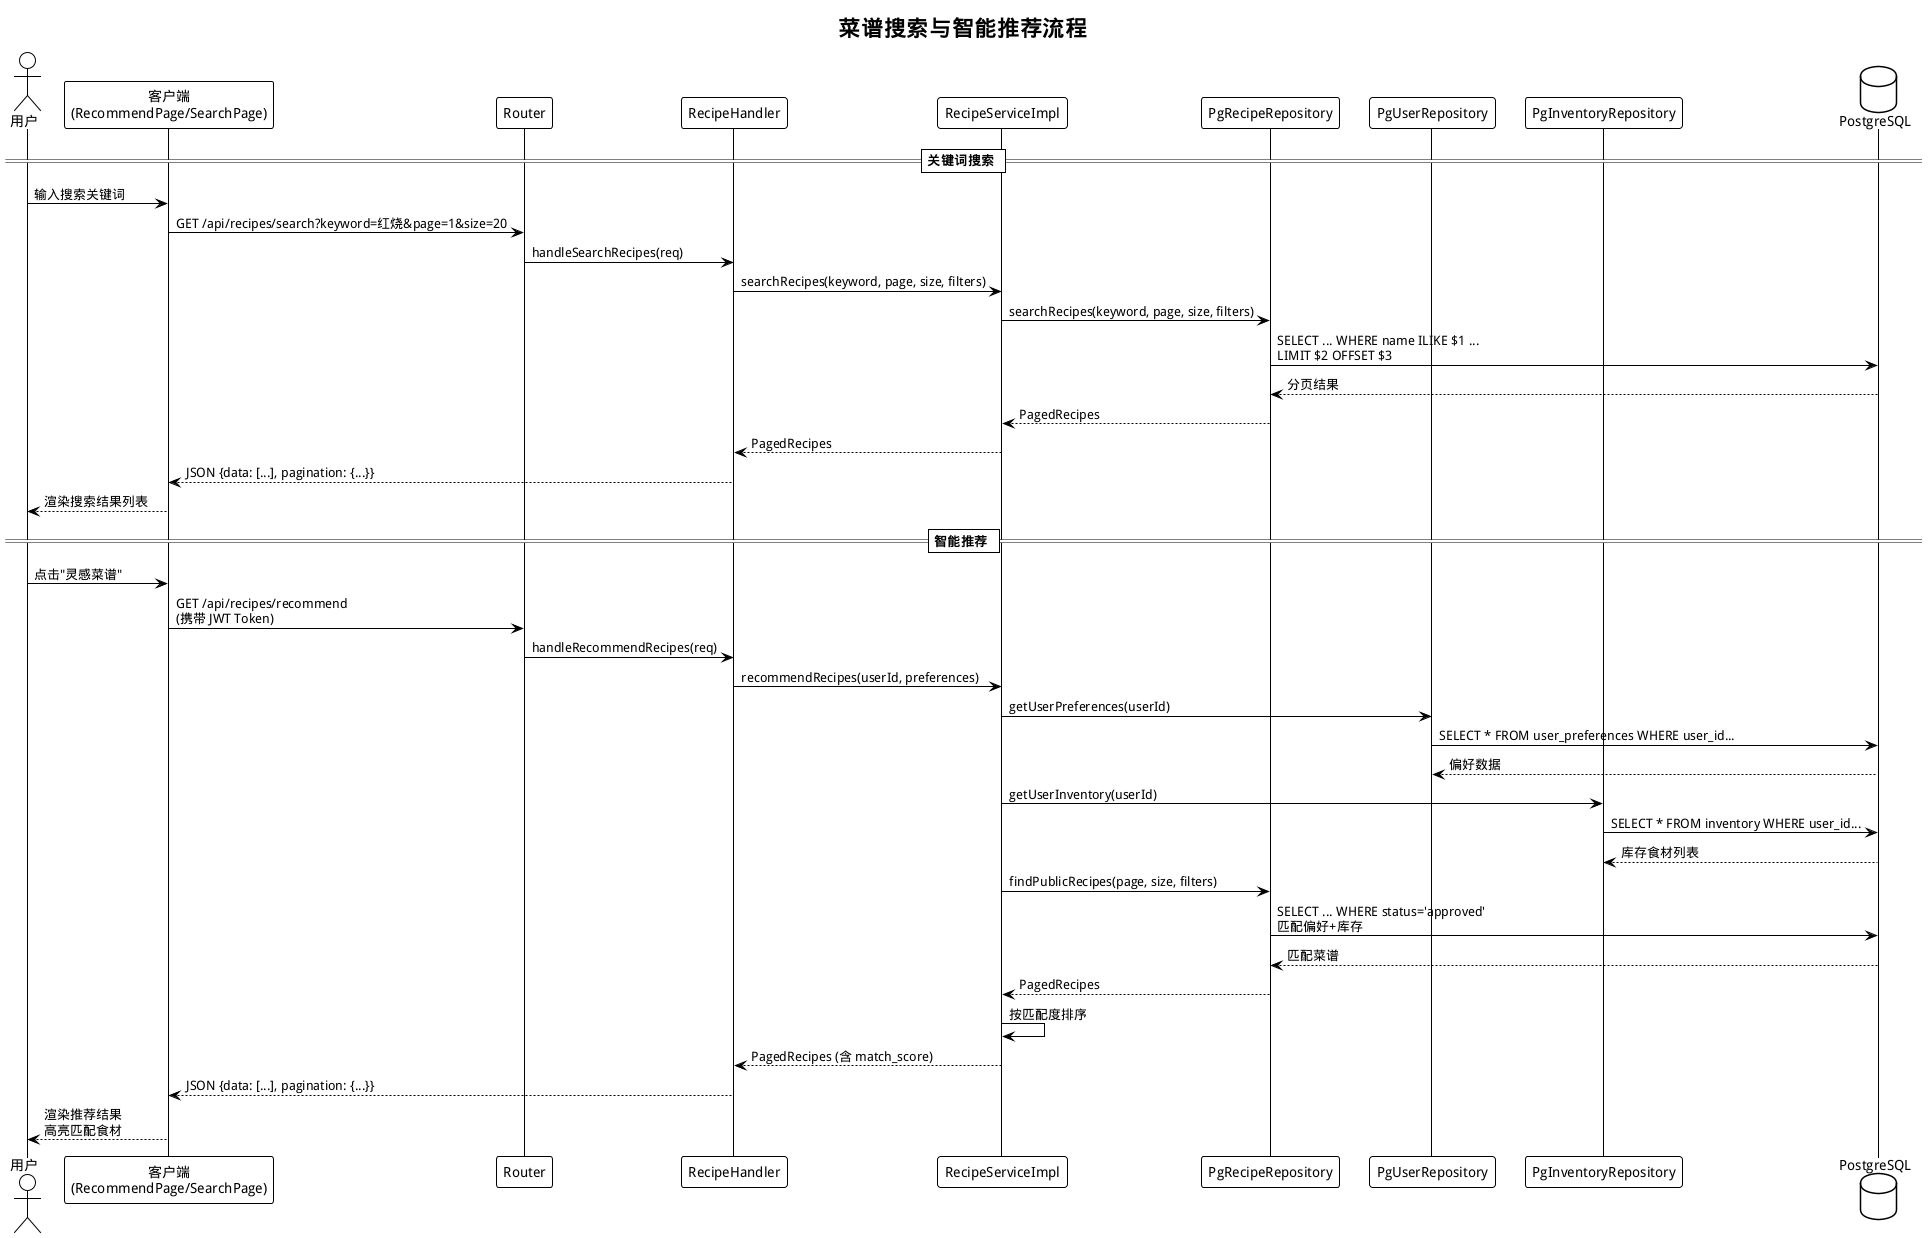 菜谱搜索与智能推荐流程
用户
客户端
(RecommendPage/SearchPage)
Router
RecipeHandler
RecipeServiceImpl
PgRecipeRepository
PgUserRepository
PgInventoryRepository
PostgreSQL
关键词搜索
输入搜索关键词
GET /api/recipes/search?keyword=红烧&page=1&size=20
handleSearchRecipes(req)
searchRecipes(keyword, page, size, filters)
searchRecipes(keyword, page, size, filters)
SELECT ... WHERE name ILIKE $1 ...
LIMIT $2 OFFSET $3
分页结果
PagedRecipes
PagedRecipes
JSON {data: [...], pagination: {...}}
渲染搜索结果列表
智能推荐
点击"灵感菜谱"
GET /api/recipes/recommend
(携带 JWT Token)
handleRecommendRecipes(req)
recommendRecipes(userId, preferences)
getUserPreferences(userId)
SELECT * FROM user_preferences WHERE user_id...
偏好数据
getUserInventory(userId)
SELECT * FROM inventory WHERE user_id...
库存食材列表
findPublicRecipes(page, size, filters)
SELECT ... WHERE status='approved'
匹配偏好+库存
匹配菜谱
PagedRecipes
按匹配度排序
PagedRecipes (含 match_score)
JSON {data: [...], pagination: {...}}
渲染推荐结果
高亮匹配食材
用户
客户端
(RecommendPage/SearchPage)
Router
RecipeHandler
RecipeServiceImpl
PgRecipeRepository
PgUserRepository
PgInventoryRepository
PostgreSQL